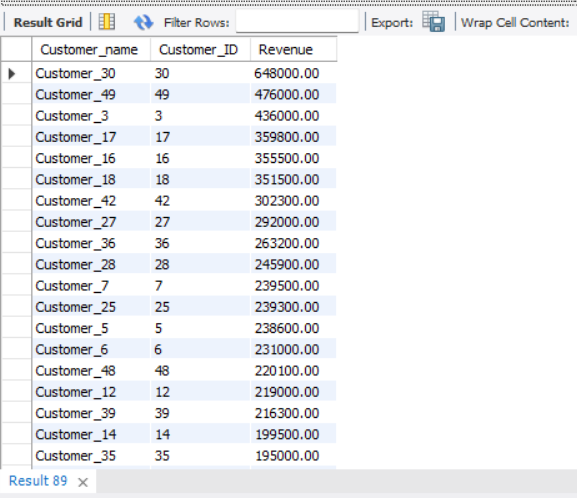 Result Grid Filter Rows: Export: Wrap Cell Content:
Customer_name Customer_ID Revenue
Customer_30 30 648000.00
Customer_49 49 476000.00
Customer_3 3 436000.00
Customer_17 17 359800.00
Customer_16 16 355500.00
Customer_18 18 351500.00
Customer_42 42 302300.00
Customer_27 27 292000.00
Customer_36 36 263200.00
Customer_28 28 245900.00
Customer_7 7 239500.00
Customer_25 25 239300.00
Customer_5 5 238600.00
Customer_6 6 231000.00
Customer_48 48 220100.00
Customer_12 12 219000.00
Customer_39 39 216300.00
Customer_14 14 199500.00
Customer_35 35 195000.00
Result 89